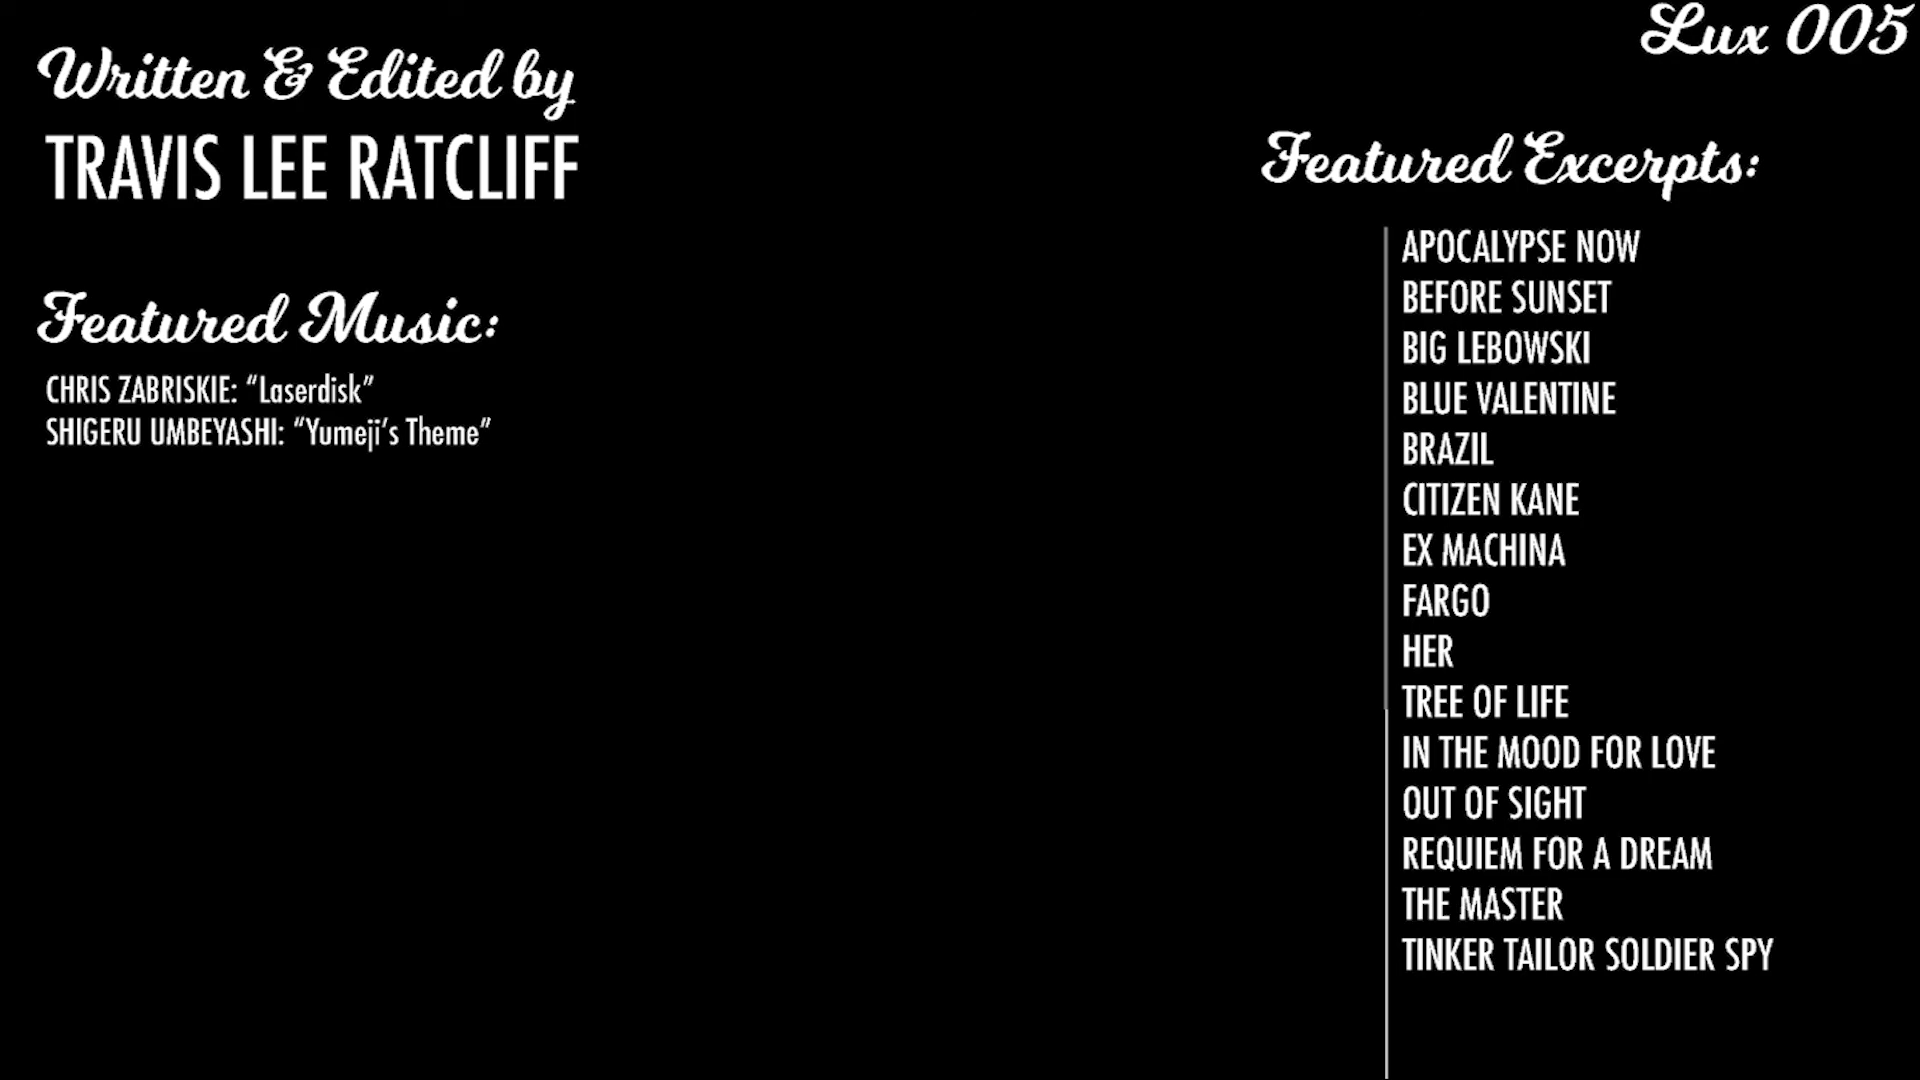 Lux 005
Written & Edited by
TRAVIS LEE RATCLIFF
Featured Music:
CHRIS ZABRISKIE: “Laserdisk”
SHIGERU UMBEYASHI: “Yumeji’s Theme”
Featured Excerpts:
APOCALYPSE NOW
BEFORE SUNSET
BIG LEBOWSKI
BLUE VALENTINE
BRAZIL
CITIZEN KANE
EX MACHINA
FARGO
HER
TREE OF LIFE
IN THE MOOD FOR LOVE
OUT OF SIGHT
REQUIEM FOR A DREAM
THE MASTER
TINKER TAILOR SOLDIER SPY